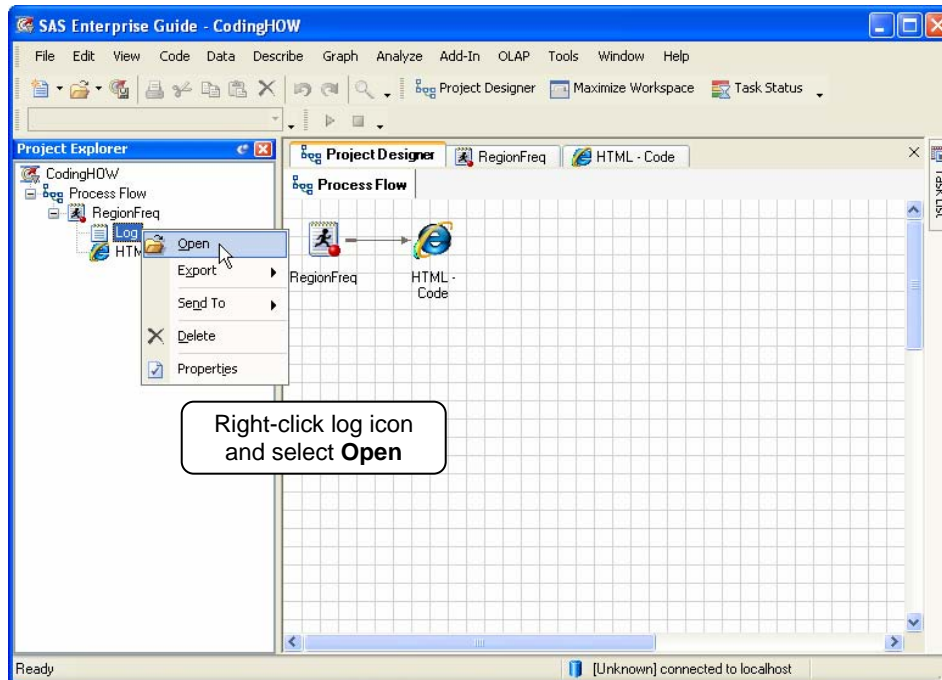 SAS Enterprise Guide - CodingHOW
File Edit View Code Data Describe Graph Analyze Add-In OLAP Tools Window Help
Project Designer Maximize Workspace Task Status
Project Explorer
Project Designer RegionFreq HTML - Code
CodingHOW
Process Flow
Process Flow
RegionFreq
Log
HTM
Open
Export
Send To
Delete
Properties
RegionFreq
HTML -
Code
Right-click log icon
and select Open
Task List
Ready
[Unknown] connected to localhost